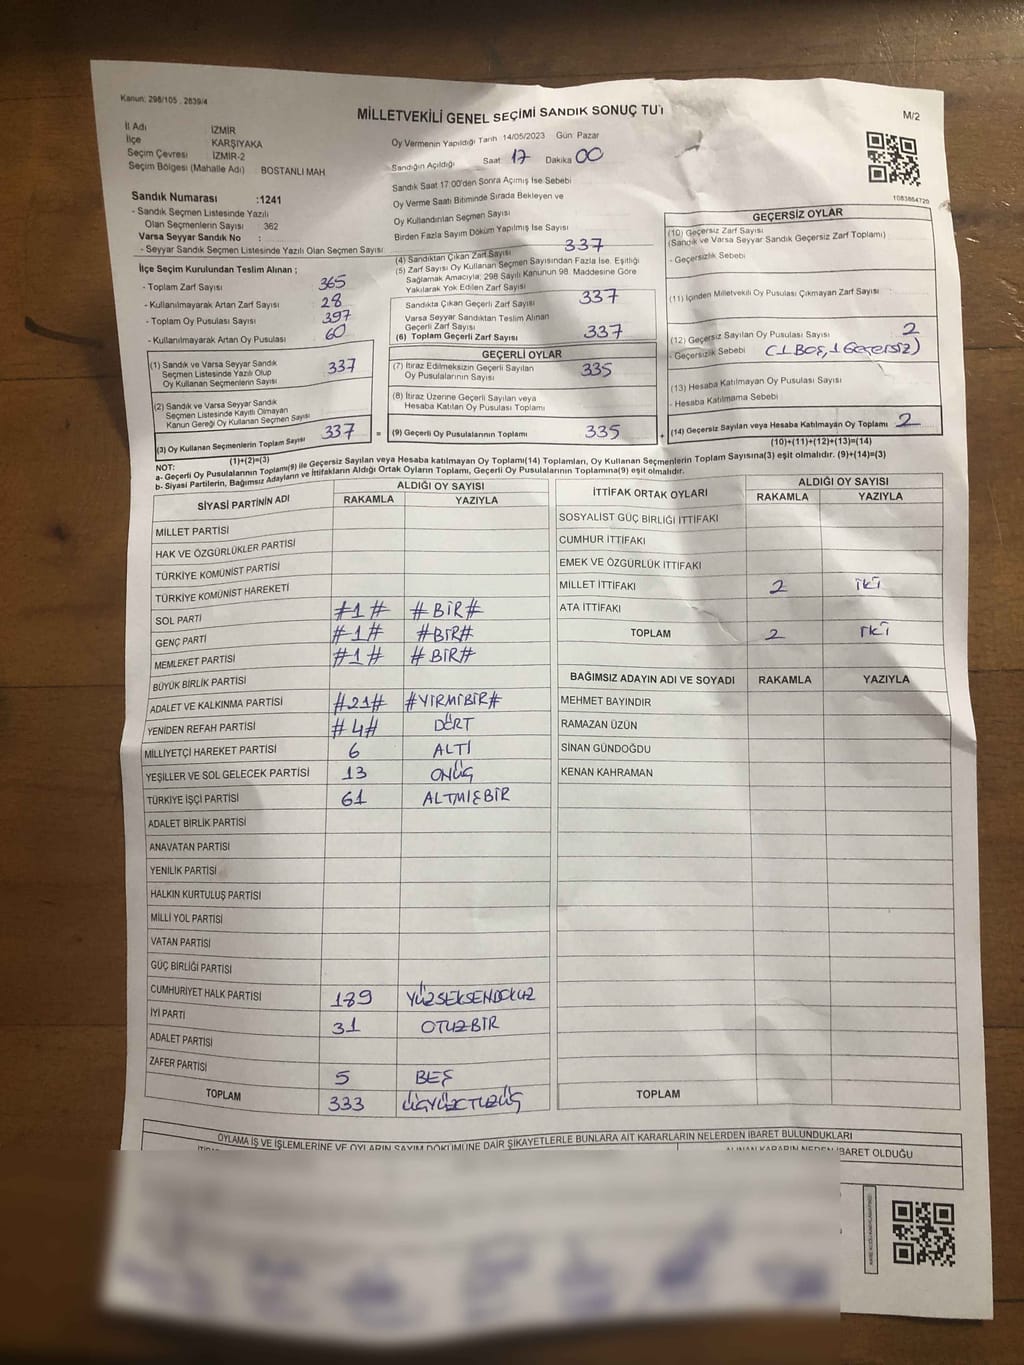 Kanun: 298/105 , 2839/4
MİLLETVEKİLİ GENEL SEÇİMİ SANDIK SONUÇ TU
M/2
İl Adı İZMİR
İlçe KARŞIYAKA
Seçim Çevresi İZMİR-2
Seçim Bölgesi (Mahalle Adı) BOSTANLI MAH
Oy Vermenin Yapıldığı Tarih 14/05/2023 Gün Pazar
Sandığın Açıldığı Saat 17 Dakika 00
Sandık Saat 17:00'den Sonra Açımış İse Sebebi
Oy Verme Saati Bitiminde Sırada Bekleyen ve
Oy Kullandırılan Seçmen Sayısı
Birden Fazla Sayım Döküm Yapılmış İse Sayısı
1083864720
Sandık Numarası :1241
- Sandık Seçmen Listesinde Yazılı
Olan Seçmenlerin Sayısı 362
Varsa Seyyar Sandık No :
- Seyyar Sandık Seçmen Listesinde Yazılı Olan Seçmen Sayısı
İlçe Seçim Kurulundan Teslim Alınan ;
- Toplam Zarf Sayısı 365
- Kullanılmayarak Artan Zarf Sayısı 28
- Toplam Oy Pusulası Sayısı 397
- Kullanılmayarak Artan Oy Pusulası 60
(1) Sandık ve Varsa Seyyar Sandık
Seçmen Listesinde Yazılı Olup
Oy Kullanan Seçmenlerin Sayısı 337
(2) Sandık ve Varsa Seyyar Sandık
Seçmen Listesinde Kayıtlı Olmayan
Kanun Gereği Oy Kullanan Seçmen Sayısı
(3) Oy Kullanan Seçmenlerin Toplam Sayısı 337 =
(1)+(2)=(3)
(4) Sandıktan Çıkan Zarf Sayısı 337
(5) Zarf Sayısı Oy Kullanan Seçmen Sayısından Fazla İse, Eşitliği
Sağlamak Amacıyla; 298 Sayılı Kanunun 98. Maddesine Göre
Yakılarak Yok Edilen Zarf Sayısı
Sandıkta Çıkan Geçerli Zarf Sayısı 337
Varsa Seyyar Sandıktan Teslim Alınan
Geçerli Zarf Sayısı
(6) Toplam Geçerli Zarf Sayısı 337
GEÇERLİ OYLAR
(7) İtiraz Edilmeksizin Geçerli Sayılan
Oy Pusulalarının Sayısı 335
(8) İtiraz Üzerine Geçerli Sayılan veya
Hesaba Katılan Oy Pusulası Toplamı
(9) Geçerli Oy Pusulalarının Toplamı 335 +
GEÇERSİZ OYLAR
(10) Geçersiz Zarf Sayısı
(Sandık ve Varsa Seyyar Sandık Geçersiz Zarf Toplamı)
- Geçersizlik Sebebi
(11) İçinden Milletvekili Oy Pusulası Çıkmayan Zarf Sayısı :
(12) Geçersiz Sayılan Oy Pusulası Sayısı 2
- Geçersizlik Sebebi (1 BOŞ, 1 Geçersiz)
(13) Hesaba Katılmayan Oy Pusulası Sayısı
- Hesaba Katılmama Sebebi
(14) Geçersiz Sayılan veya Hesaba Katılmayan Oy Toplamı 2
(10)+(11)+(12)+(13)=(14)
NOT:
a- Geçerli Oy Pusulalarının Toplamı(9) ile Geçersiz Sayılan veya Hesaba katılmayan Oy Toplamı(14) Toplamları, Oy Kullanan Seçmenlerin Toplam Sayısına(3) eşit olmalıdır. (9)+(14)=(3)
b- Siyasi Partilerin, Bağımsız Adayların ve İttifakların Aldığı Ortak Oyların Toplamı, Geçerli Oy Pusulalarının Toplamına(9) eşit olmalıdır.
SİYASİ PARTİNİN ADI ALDIĞI OY SAYISI
RAKAMLA YAZIYLA
MİLLET PARTİSİ
HAK VE ÖZGÜRLÜKLER PARTİSİ
TÜRKİYE KOMÜNİST PARTİSİ
TÜRKİYE KOMÜNİST HAREKETİ
SOL PARTİ #1# #BİR#
GENÇ PARTİ #1# #BİR#
MEMLEKET PARTİSİ #1# #BİR#
BÜYÜK BİRLİK PARTİSİ
ADALET VE KALKINMA PARTİSİ #21# #YİRMİBİR#
YENİDEN REFAH PARTİSİ #4# DÖRT
MİLLİYETÇİ HAREKET PARTİSİ 6 ALTI
YEŞİLLER VE SOL GELECEK PARTİSİ 13 ONÜÇ
TÜRKİYE İŞÇİ PARTİSİ 61 ALTMIŞBİR
ADALET BİRLİK PARTİSİ
ANAVATAN PARTİSİ
YENİLİK PARTİSİ
HALKIN KURTULUŞ PARTİSİ
MİLLİ YOL PARTİSİ
VATAN PARTİSİ
GÜÇ BİRLİĞİ PARTİSİ
CUMHURİYET HALK PARTİSİ 189 YÜZSEKSENDOKUZ
İYİ PARTİ 31 OTUZBİR
ADALET PARTİSİ
ZAFER PARTİSİ 5 BEŞ
TOPLAM 333 ÜÇYÜZOTUZÜÇ
İTTİFAK ORTAK OYLARI ALDIĞI OY SAYISI
RAKAMLA YAZIYLA
SOSYALİST GÜÇ BİRLİĞİ İTTİFAKI
CUMHUR İTTİFAKI
EMEK VE ÖZGÜRLÜK İTTİFAKI
MİLLET İTTİFAKI 2 İKİ
ATA İTTİFAKI
TOPLAM 2 İKİ
BAĞIMSIZ ADAYIN ADI VE SOYADI RAKAMLA YAZIYLA
MEHMET BAYINDIR
RAMAZAN ÜZÜN
SİNAN GÜNDOĞDU
KENAN KAHRAMAN
TOPLAM
OYLAMA İŞ VE İŞLEMLERİNE VE OYLARIN SAYIM DÖKÜMÜNE DAİR ŞİKAYETLERLE BUNLARA AİT KARARLARIN NELERDEN İBARET BULUNDUKLARI
ALINAN KARARIN NEDEN İBARET OLDUĞU